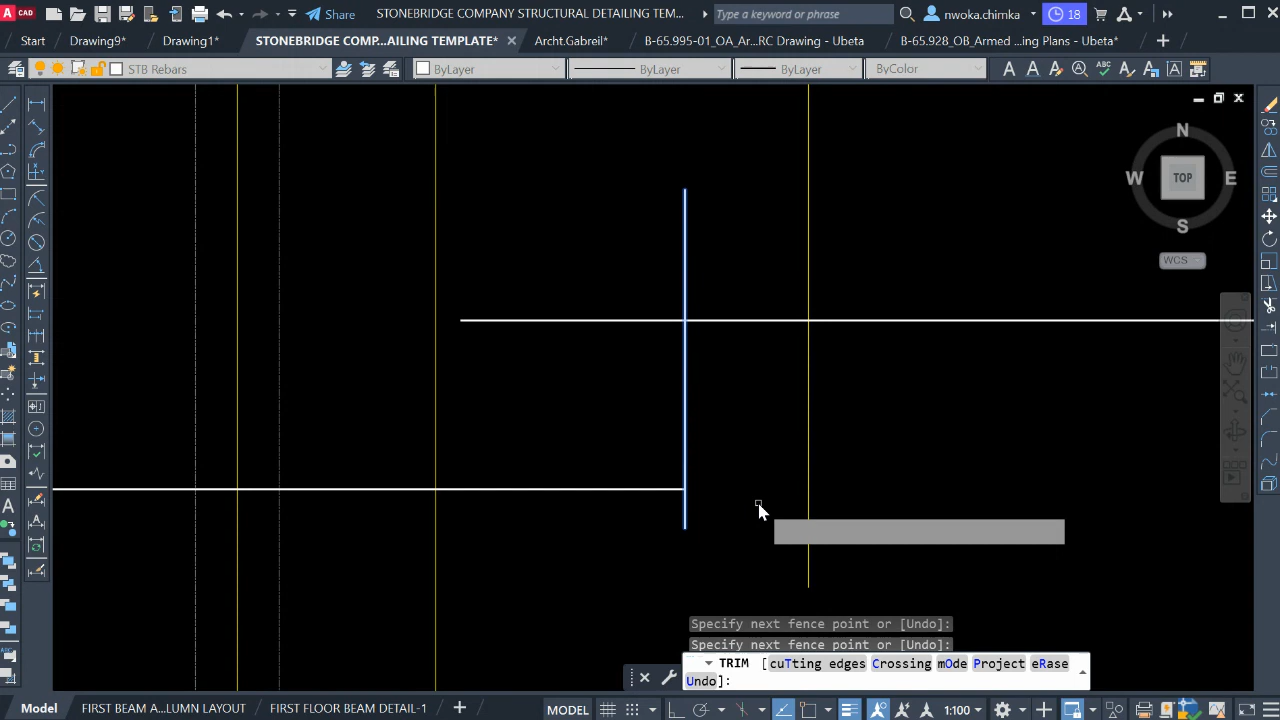 A CAD
Share
STONEBRIDGE COMPANY STRUCTURAL DETAILING TEM...
Type a keyword or phrase
nwoka.chimka
18
Start
Drawing9*
Drawing1*
STONEBRIDGE COMP...AILING TEMPLATE*
Archt.Gabreil*
B-65.995-01_OA_Ar...RC Drawing - Ubeta
B-65.928_OB_Armed ...ing Plans - Ubeta*
STB Rebars
ByLayer
ByLayer
ByLayer
ByColor
N
W
TOP
E
S
WCS
Specify next fence point or [Undo]:
Specify next fence point or [Undo]:
TRIM [cuTting edges Crossing mOde Project eRase
Undo]:
Model
FIRST BEAM A...LUMN LAYOUT
FIRST FLOOR BEAM DETAIL-1
MODEL
1:100